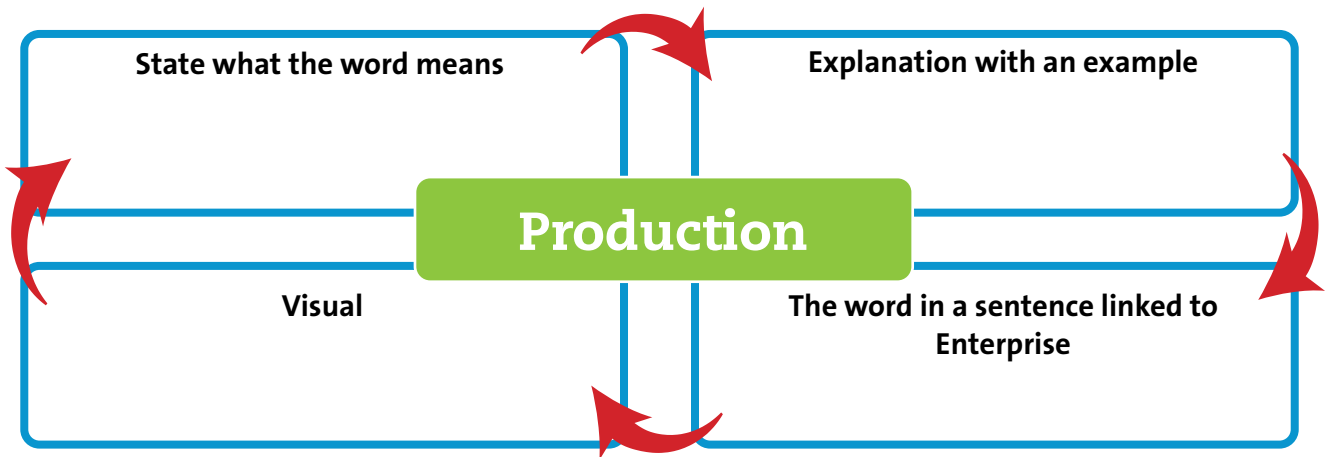 State what the word means
Explanation with an example
Production
Visual
The word in a sentence linked to
Enterprise